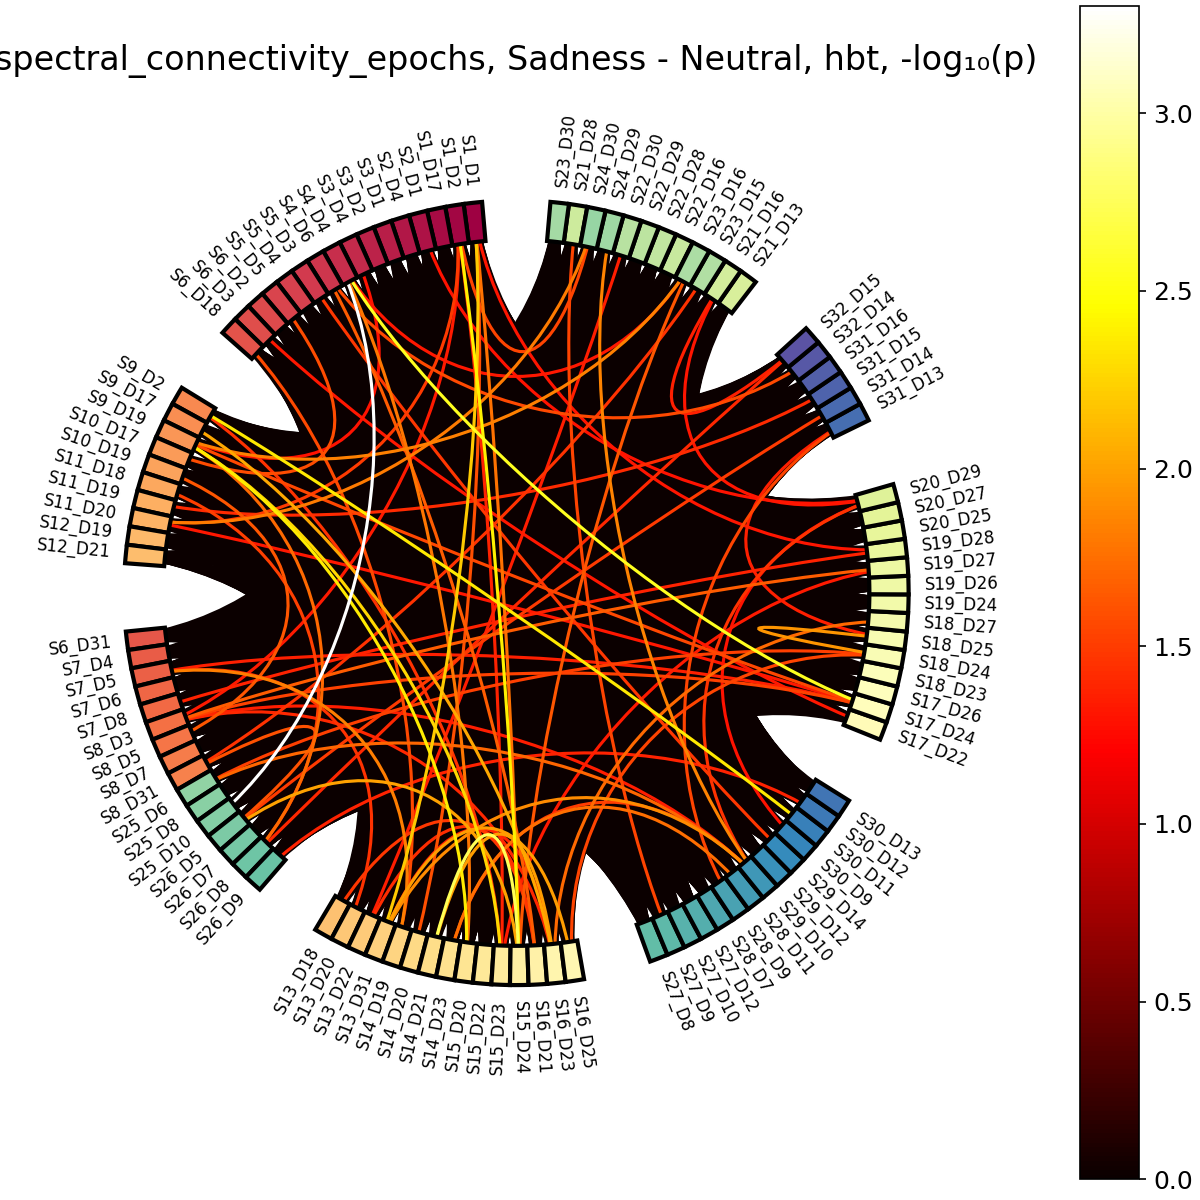 spectral_connectivity_epochs, Sadness - Neutral, hbt, -log₁₀(p)
S1_D1
S1_D2
S1_D17
S2_D1
S2_D4
S3_D1
S3_D2
S3_D4
S4_D4
S4_D6
S5_D3
S5_D4
S5_D5
S6_D2
S6_D3
S6_D18
S9_D2
S9_D17
S9_D19
S10_D17
S10_D19
S11_D18
S11_D19
S11_D20
S12_D19
S12_D21
S6_D31
S7_D4
S7_D5
S7_D6
S7_D8
S8_D3
S8_D5
S8_D7
S8_D31
S25_D6
S25_D8
S25_D10
S26_D5
S26_D7
S26_D8
S26_D9
S13_D18
S13_D20
S13_D22
S13_D31
S14_D19
S14_D20
S14_D21
S14_D23
S15_D20
S15_D22
S15_D23
S15_D24
S16_D21
S16_D23
S16_D25
S27_D8
S27_D9
S27_D10
S27_D12
S28_D7
S28_D9
S28_D11
S29_D10
S29_D12
S29_D14
S30_D9
S30_D11
S30_D12
S30_D13
S17_D22
S17_D24
S17_D26
S18_D23
S18_D24
S18_D25
S18_D27
S19_D24
S19_D26
S19_D27
S19_D28
S20_D25
S20_D27
S20_D29
S31_D13
S31_D14
S31_D15
S31_D16
S32_D14
S32_D15
S21_D13
S21_D16
S23_D15
S23_D16
S22_D16
S22_D28
S22_D29
S22_D30
S24_D29
S24_D30
S21_D28
S23_D30
3.0
2.5
2.0
1.5
1.0
0.5
0.0